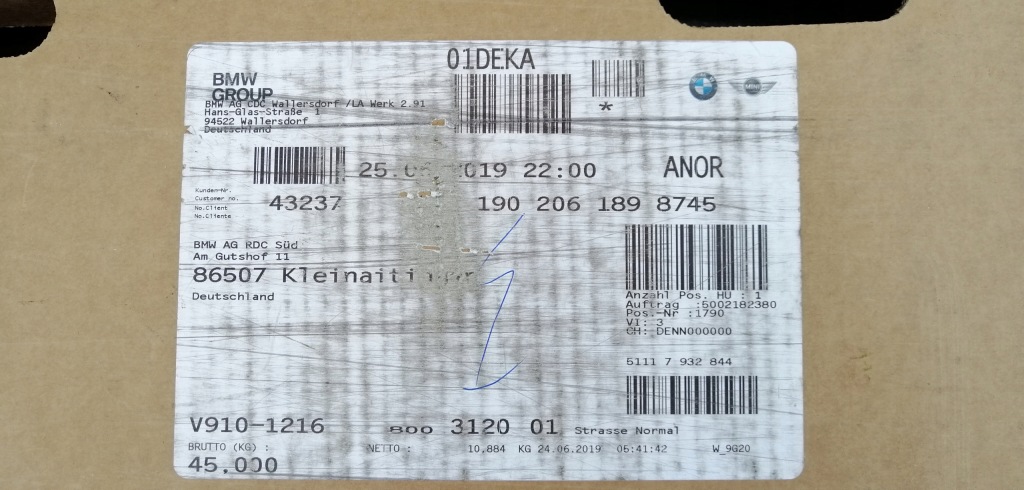 01DEKA
BMW
GROUP
BMW AG CDC Wallersdorf /LA Werk 2.91
Hans-Glas-Straße 1
94522 Wallersdorf
Deutschland
*
MINI
22:00
ANOR
Kunden-Nr.
Customer no.
No.Client
No.Cliente
43237
190 206 189 8745
BMW AG RDC Süd
Am Gutshof 11
86507
Deutschland
Anzahl Pos. HU : 1
Auftrag :5002182380
Pos.-Nr :1790
VI: 3
CH: DENN000000
5111 7 932 844
V910-1216
800 3120 01 Strasse Normal
BRUTTO (KG) : NETTO : 10,884 KG 24.06.2019 05:41:42 W_9G20
45,000